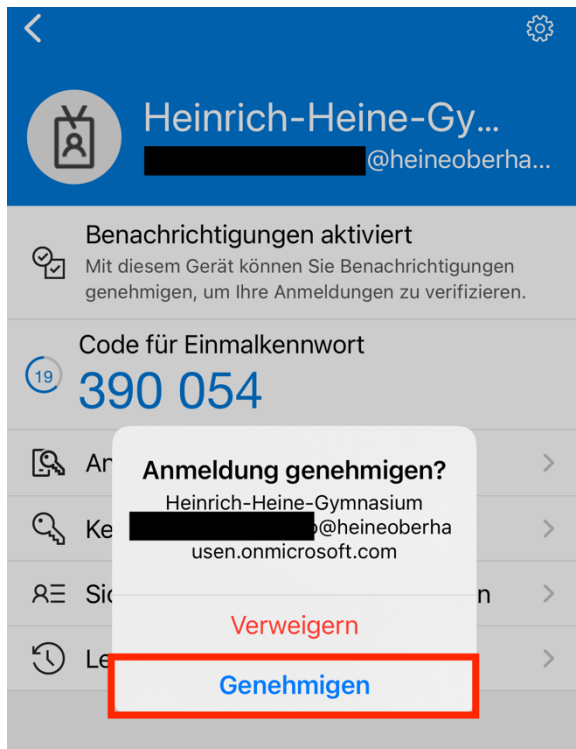 Heinrich-Heine-Gy...
@heineoberha...
Benachrichtigungen aktiviert
Mit diesem Gerät können Sie Benachrichtigungen
genehmigen, um Ihre Anmeldungen zu verifizieren.
Code für Einmalkennwort
19
390 054
Anmeldung genehmigen?
Heinrich-Heine-Gymnasium
@heineoberha
usen.onmicrosoft.com
Verweigern
Genehmigen